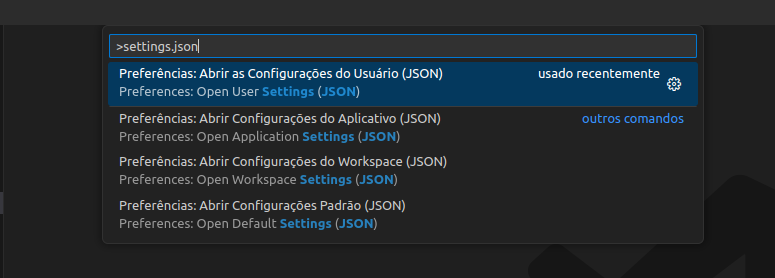 >settings.json
Preferências: Abrir as Configurações do Usuário (JSON) usado recentemente
Preferences: Open User Settings (JSON)
Preferências: Abrir Configurações do Aplicativo (JSON) outros comandos
Preferences: Open Application Settings (JSON)
Preferências: Abrir Configurações do Workspace (JSON)
Preferences: Open Workspace Settings (JSON)
Preferências: Abrir Configurações Padrão (JSON)
Preferences: Open Default Settings (JSON)